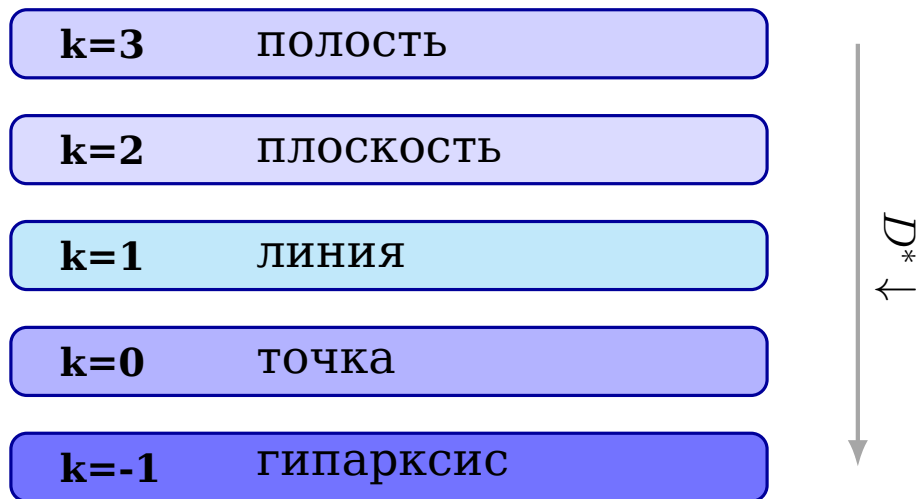 k=3 полость
k=2 плоскость
k=1 линия
k=0 точка
k=-1 гипарксис
D* ↓